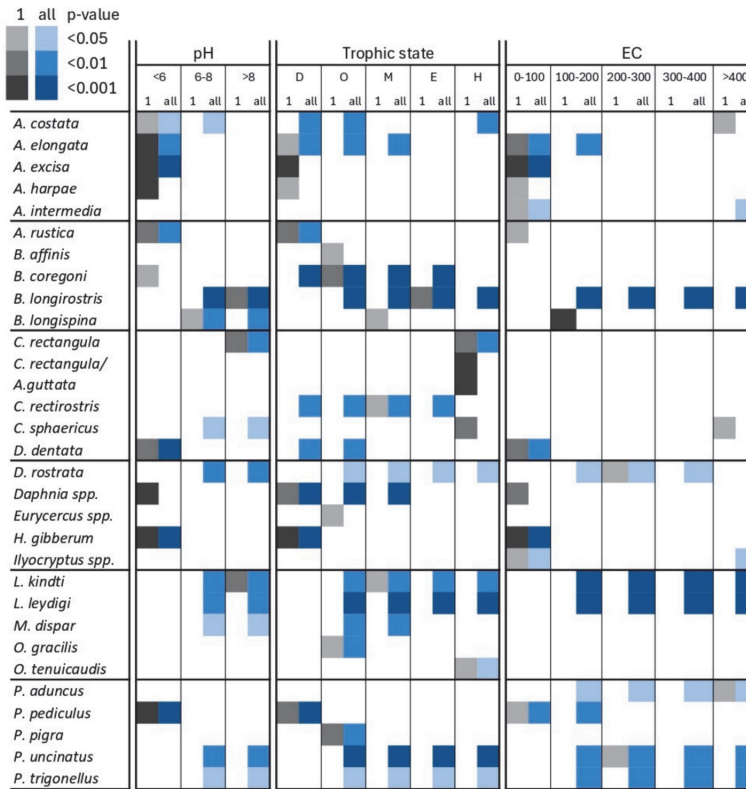 1 all p-value
<0.05
<0.01
<0.001
pH Trophic state EC
<6 6-8 >8 D O M E H 0-100 100-200 200-300 300-400 >400
1 all 1 all 1 all 1 all 1 all 1 all 1 all 1 all 1 all 1 all 1 all 1 all 1 all
A. costata
A. elongata
A. excisa
A. harpae
A. intermedia
A. rustica
B. affinis
B. coregoni
B. longirostris
B. longispina
C. rectangula
C. rectangula/
A.guttata
C. rectirostris
C. sphaericus
D. dentata
D. rostrata
Daphnia spp.
Eurycercus spp.
H. gibberum
Ilyocryptus spp.
L. kindti
L. leydigi
M. dispar
O. gracilis
O. tenuicaudis
P. aduncus
P. pediculus
P. pigra
P. uncinatus
P. trigonellus